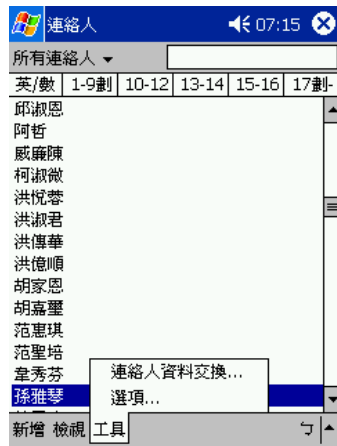 連絡人 07:15
所有連絡人
英/數 1-9劃 10-12 13-14 15-16 17劃-
邱淑恩
阿哲
威廉陳
柯淑微
洪悅蓉
洪淑君
洪傳華
洪億順
胡家恩
胡嘉璽
范惠琪
范聖培
韋秀芬
孫雅琴
連絡人資料交換...
選項...
新增 檢視 工具 ㄅ